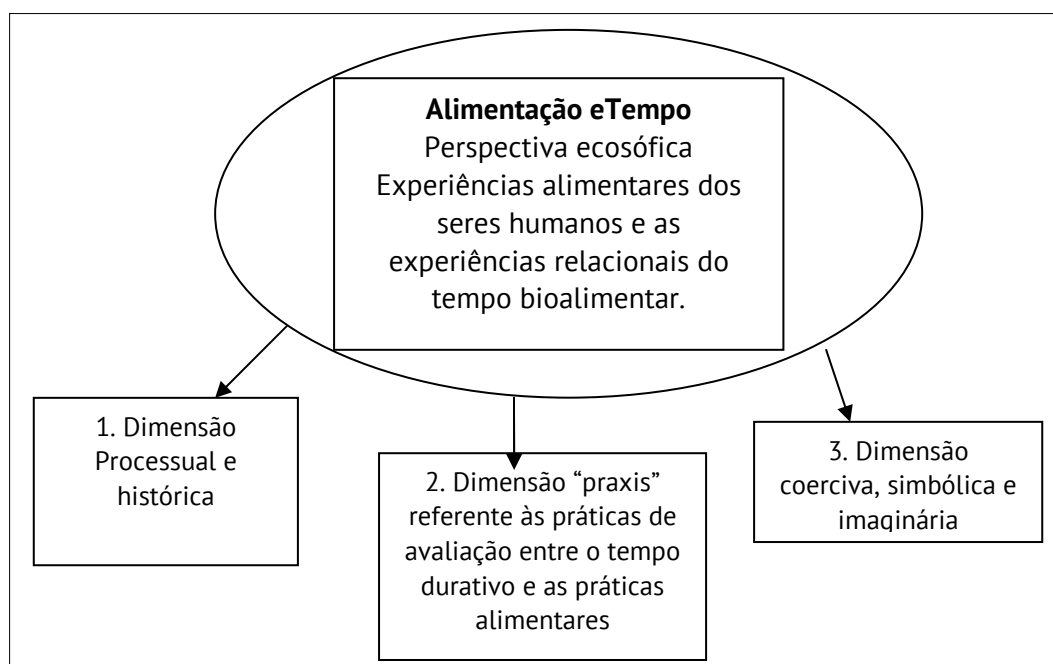 Alimentação eTempo
Perspectiva ecosófica
Experiências alimentares dos
seres humanos e as
experiências relacionais do
tempo bioalimentar.
1. Dimensão
Processual e
histórica
2. Dimensão “praxis”
referente às práticas de
avaliação entre o tempo
durativo e as práticas
alimentares
3. Dimensão
coerciva, simbólica e
imaginária